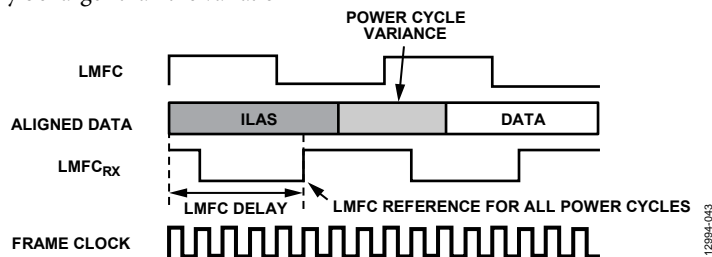 POWER CYCLE
VARIANCE
LMFC
ALIGNED DATA
ILAS
DATA
LMFCRX
LMFC DELAY
LMFC REFERENCE FOR ALL POWER CYCLES
FRAME CLOCK
12994-043